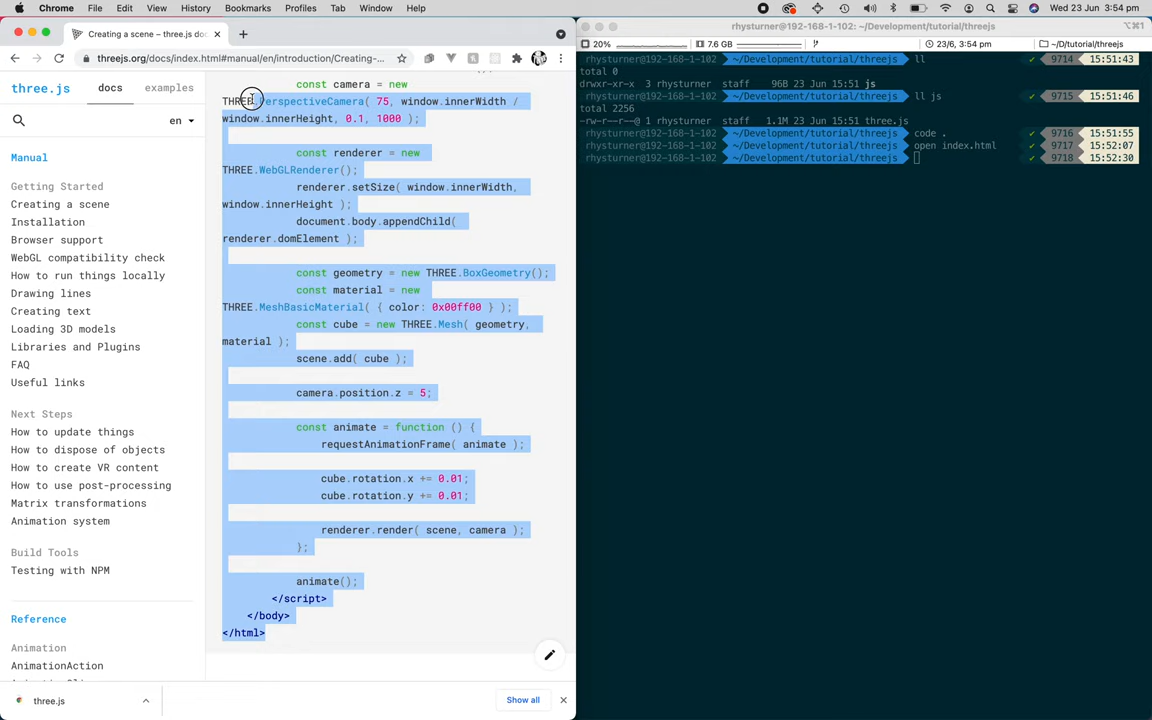 Chrome File Edit View History Bookmarks Profiles Tab Window Help
Wed 23 Jun 3:54 pm
Creating a scene – three.js doc
threejs.org/docs/index.html#manual/en/introduction/Creating-...
three.js docs examples
en
Manual
Getting Started
Creating a scene
Installation
Browser support
WebGL compatibility check
How to run things locally
Drawing lines
Creating text
Loading 3D models
Libraries and Plugins
FAQ
Useful links
Next Steps
How to update things
How to dispose of objects
How to create VR content
How to use post-processing
Matrix transformations
Animation system
Build Tools
Testing with NPM
Reference
Animation
AnimationAction
const camera = new
THREE.PerspectiveCamera( 75, window.innerWidth /
window.innerHeight, 0.1, 1000 );
const renderer = new
THREE.WebGLRenderer();
renderer.setSize( window.innerWidth,
window.innerHeight );
document.body.appendChild(
renderer.domElement );
const geometry = new THREE.BoxGeometry();
const material = new
THREE.MeshBasicMaterial( { color: 0x00ff00 } );
const cube = new THREE.Mesh( geometry,
material );
scene.add( cube );
camera.position.z = 5;
const animate = function () {
requestAnimationFrame( animate );
cube.rotation.x += 0.01;
cube.rotation.y += 0.01;
renderer.render( scene, camera );
};
animate();
</script>
</body>
</html>
three.js
Show all
rhysturner@192-168-1-102: ~/Development/tutorial/threejs
⌥⌘1
20% 7.6 GB 23/6, 3:54 pm ~/D/tutorial/threejs
rhysturner@192-168-1-102 ~/Development/tutorial/threejs ll ✔ 9714 15:51:43
total 0
drwxr-xr-x 3 rhysturner staff 96B 23 Jun 15:51 js
rhysturner@192-168-1-102 ~/Development/tutorial/threejs ll js ✔ 9715 15:51:46
total 2256
-rw-r--r--@ 1 rhysturner staff 1.1M 23 Jun 15:51 three.js
rhysturner@192-168-1-102 ~/Development/tutorial/threejs code . ✔ 9716 15:51:55
rhysturner@192-168-1-102 ~/Development/tutorial/threejs open index.html ✔ 9717 15:52:07
rhysturner@192-168-1-102 ~/Development/tutorial/threejs ✔ 9718 15:52:30